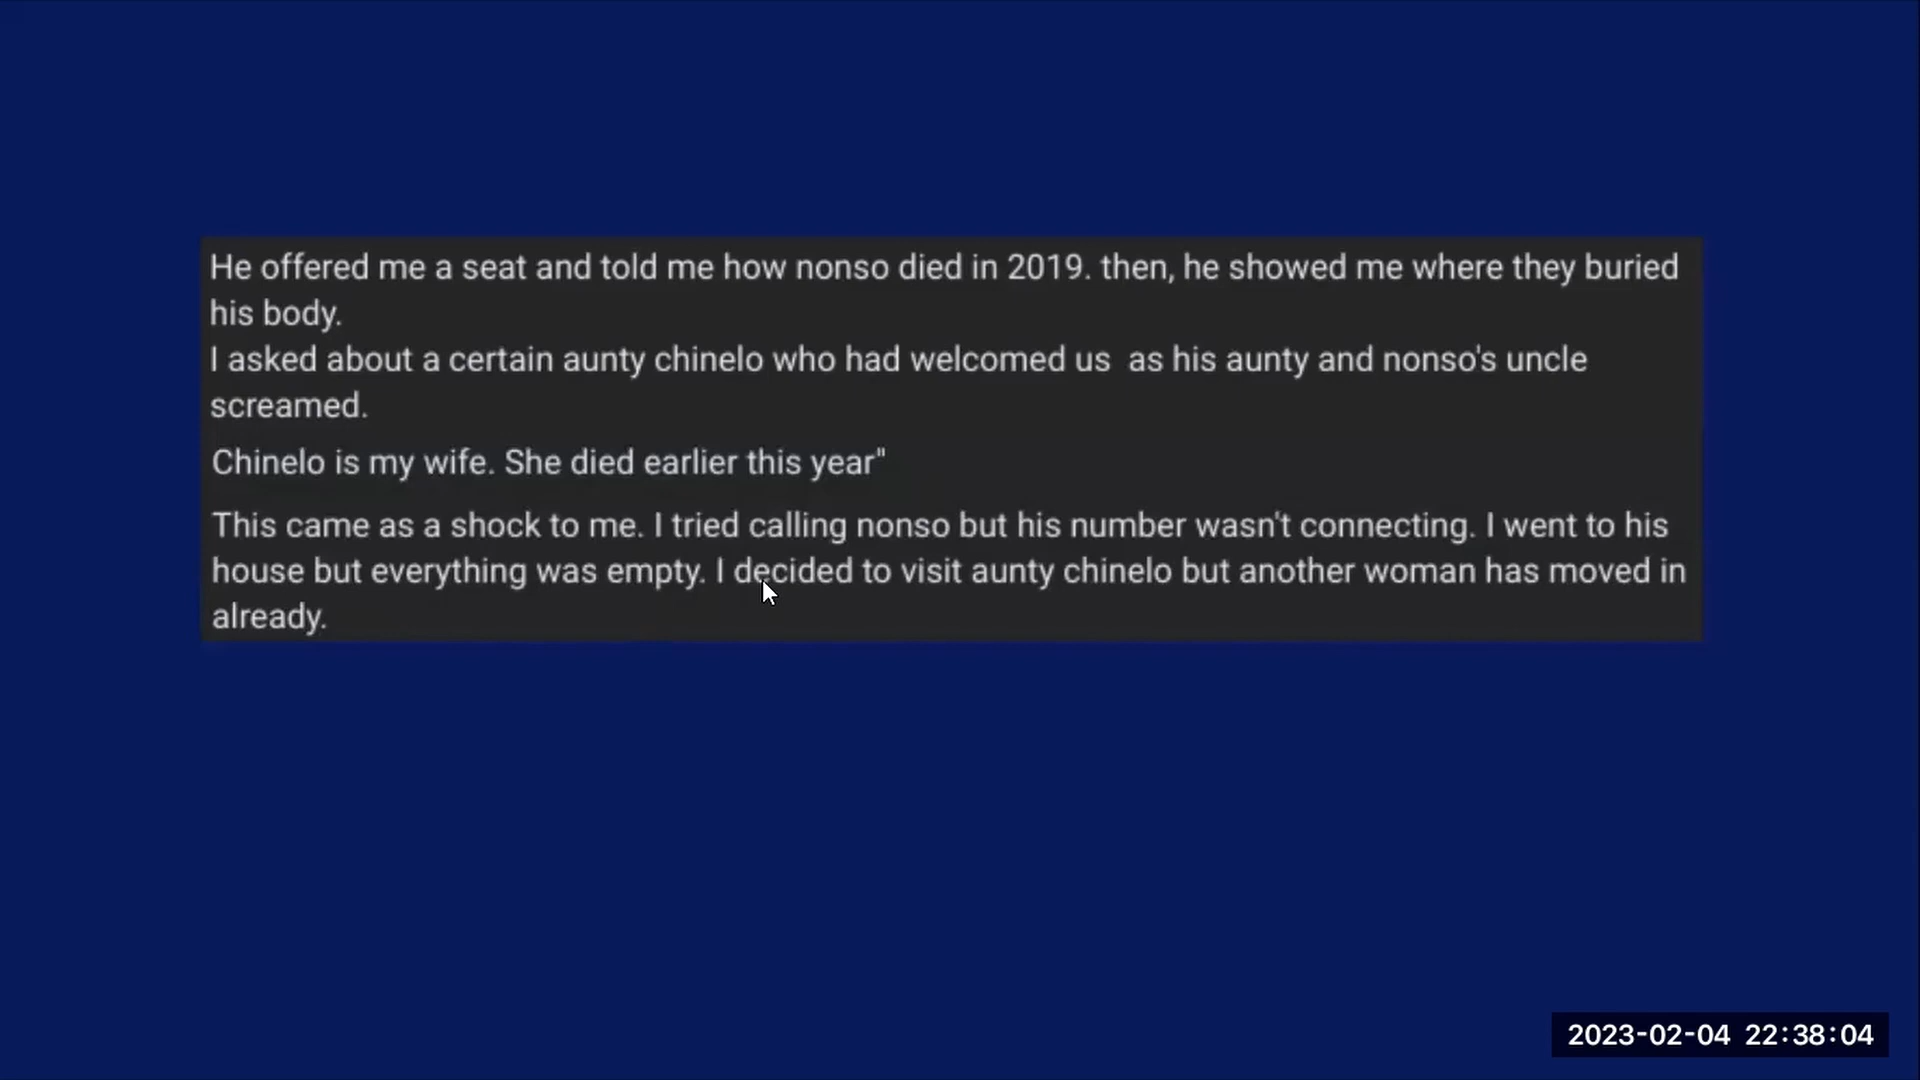 He offered me a seat and told me how nonso died in 2019. then, he showed me where they buried
his body.
I asked about a certain aunty chinelo who had welcomed us  as his aunty and nonso's uncle
screamed.
Chinelo is my wife. She died earlier this year"
This came as a shock to me. I tried calling nonso but his number wasn't connecting. I went to his
house but everything was empty. I decided to visit aunty chinelo but another woman has moved in
already.
2023-02-04 22:38:04